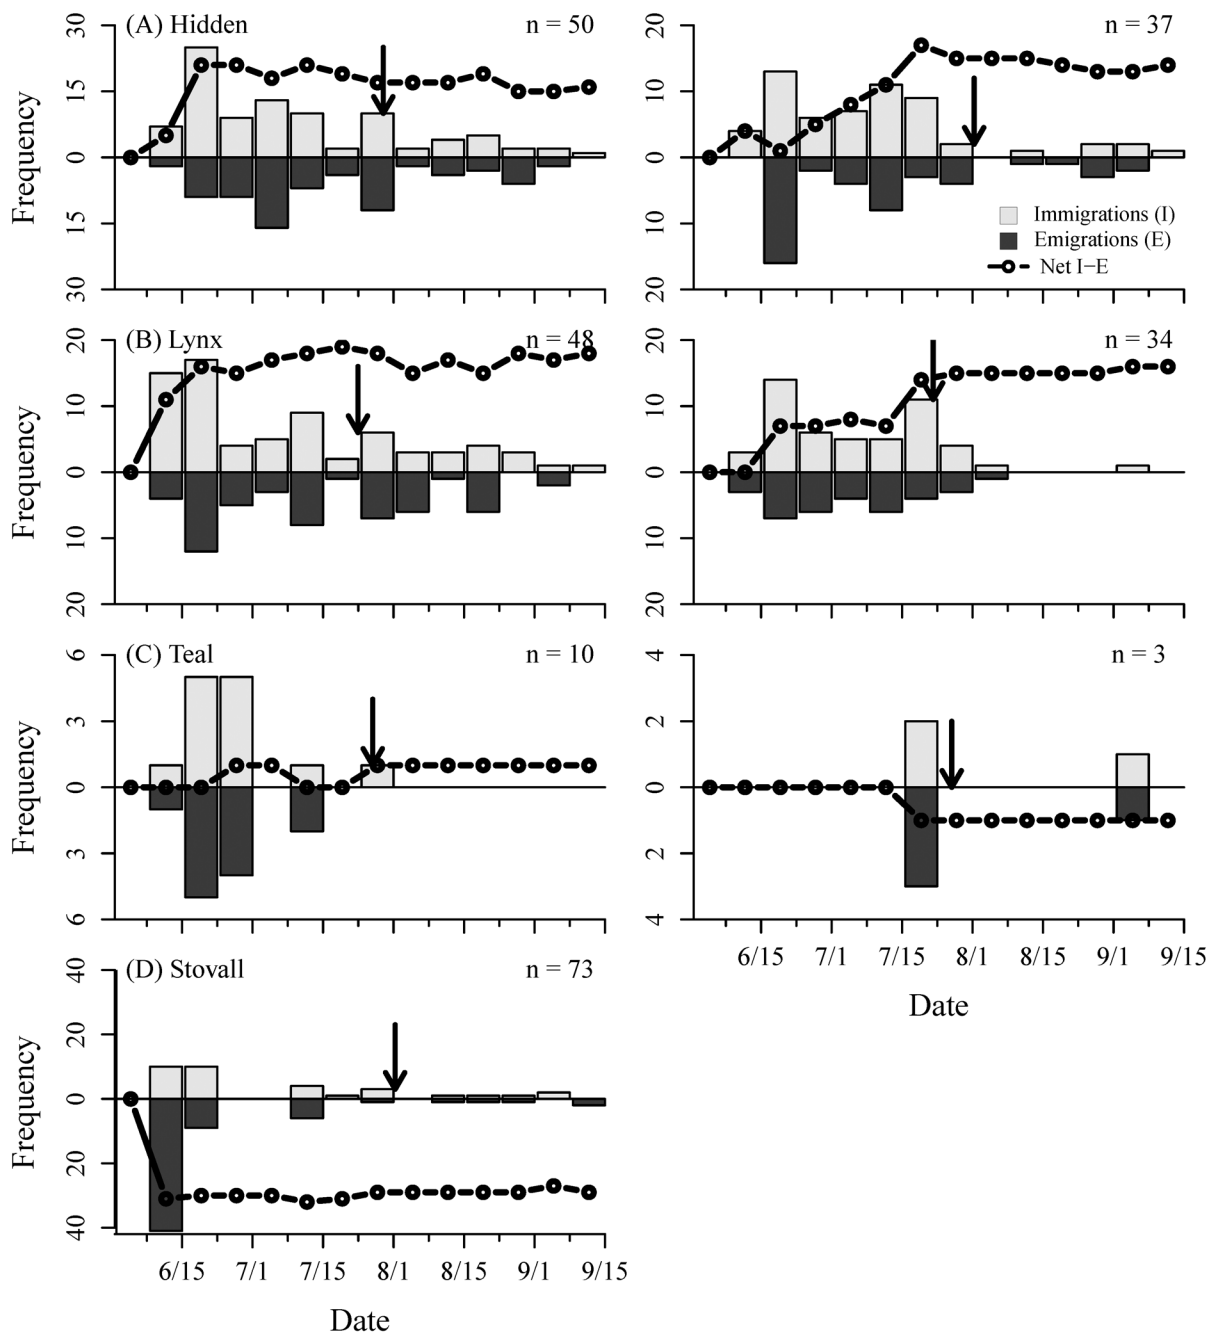 (A) Hidden
n = 50
Frequency
30
15
0
15
30
n = 37
20
10
0
10
20
Immigrations (I)
Emigrations (E)
Net I−E
(B) Lynx
n = 48
Frequency
20
10
0
10
20
n = 34
20
10
0
10
20
(C) Teal
n = 10
Frequency
6
3
0
3
6
n = 3
4
2
0
2
4
6/15 7/1 7/15 8/1 8/15 9/1 9/15
Date
(D) Stovall
n = 73
Frequency
40
20
0
20
40
6/15 7/1 7/15 8/1 8/15 9/1 9/15
Date